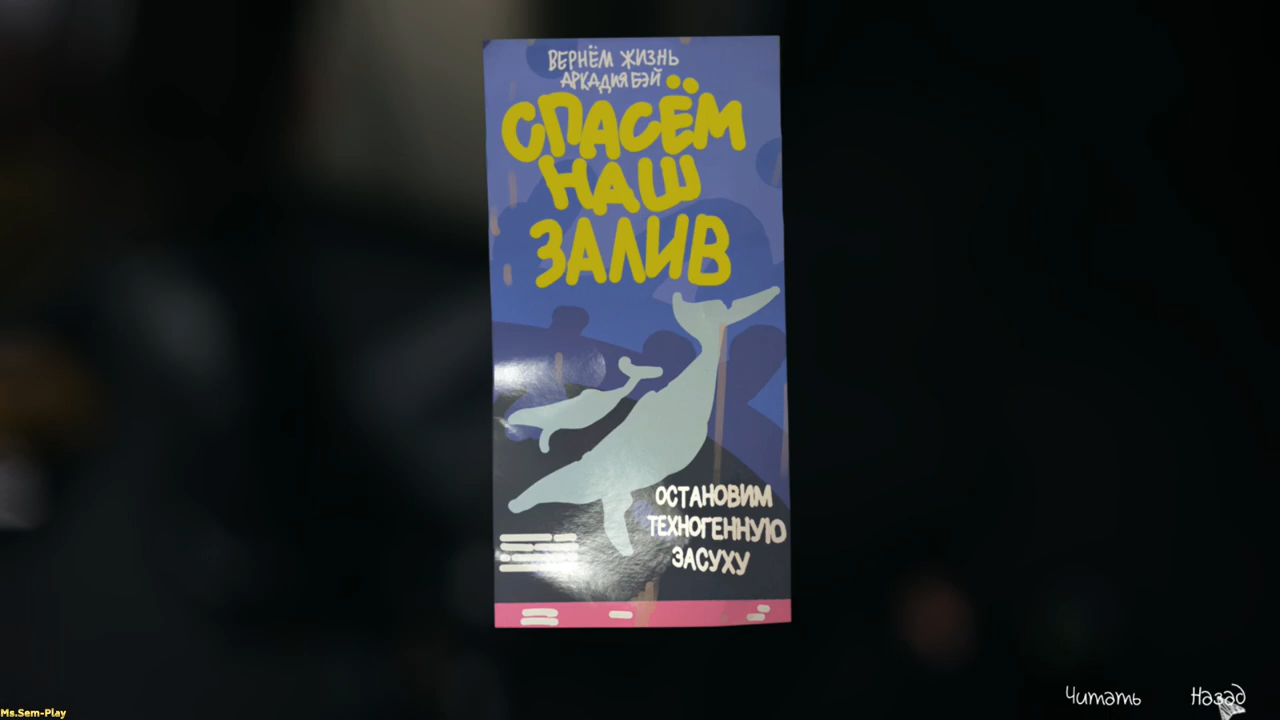 ВЕРНЁМ ЖИЗНЬ
АРКАДИЯ БЭЙ
СПАСЁМ
НАШ
ЗАЛИВ
ОСТАНОВИМ
ТЕХНОГЕННУЮ
ЗАСУХУ
Читать Назад
Ms.Sem-Play